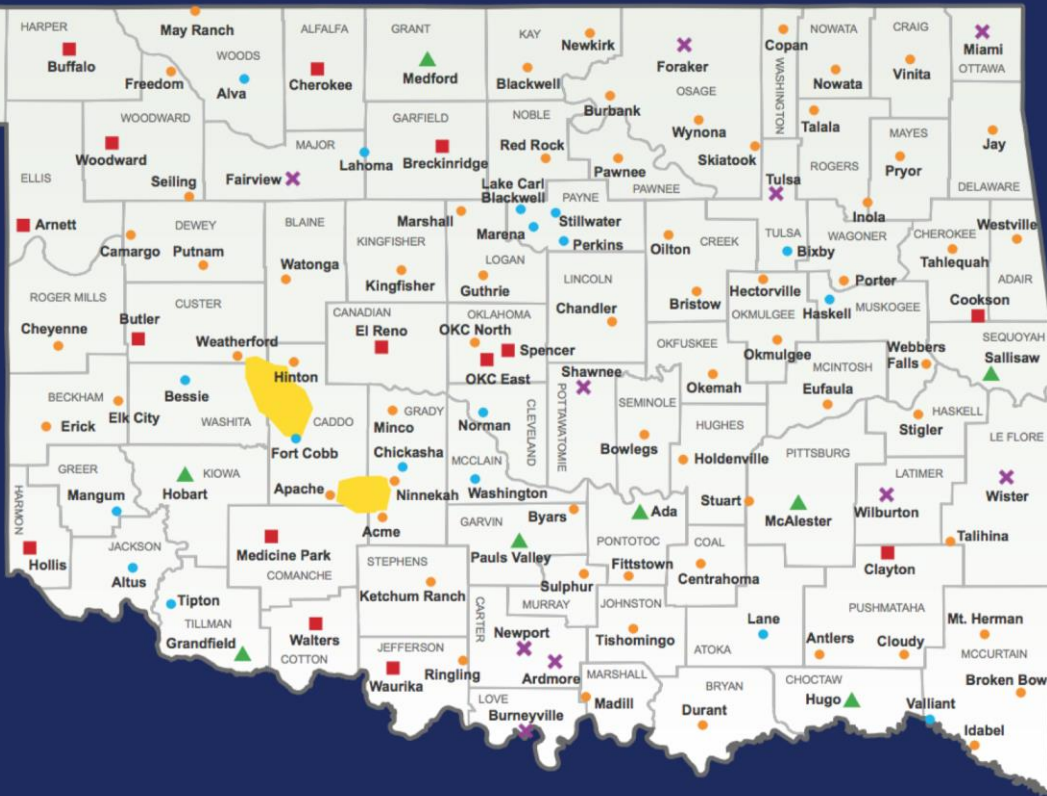 HARPER
May Ranch
ALFALFA
GRANT
KAY
Newkirk
Copan
NOWATA
CRAIG
Miami
OTTAWA
Buffalo
WOODS
Freedom
Alva
Cherokee
Medford
Blackwell
Foraker
OSAGE
WASHINGTON
Nowata
Vinita
Burbank
WOODWARD
GARFIELD
NOBLE
Wynona
Talala
MAYES
Jay
Woodward
MAJOR
Lahoma
Breckinridge
Red Rock
Pawnee
Skiatook
ROGERS
Pryor
ELLIS
Seiling
Fairview
Lake Carl
Blackwell
PAYNE
PAWNEE
Tulsa
DELAWARE
Arnett
DEWEY
BLAINE
Marshall
Stillwater
Inola
Westville
Camargo
Putnam
KINGFISHER
Marena
Perkins
Oilton
CREEK
TULSA
Bixby
WAGONER
CHEROKEE
Tahlequah
Watonga
LOGAN
Kingfisher
Guthrie
LINCOLN
Porter
ADAIR
ROGER MILLS
CUSTER
Chandler
Bristow
Hectorville
Haskell
MUSKOGEE
Cookson
Cheyenne
Butler
CANADIAN
El Reno
OKLAHOMA
OKC North
OKMULGEE
SEQUOYAH
Weatherford
Spencer
OKC East
OKFUSKEE
Okmulgee
Webbers
Falls
Sallisaw
Hinton
Shawnee
MCINTOSH
BECKHAM
Elk City
Bessie
Okemah
Eufaula
Erick
WASHITA
CADDO
GRADY
Minco
Norman
CLEVELAND
POTTAWATOMIE
SEMINOLE
HUGHES
Stigler
HASKELL
LE FLORE
Fort Cobb
Chickasha
Bowlegs
GREER
KIOWA
MCCLAIN
Holdenville
PITTSBURG
LATIMER
HARMON
Mangum
Hobart
Apache
Ninnekah
Washington
Stuart
Wilburton
Wister
McAlester
Acme
GARVIN
Byars
Ada
Hollis
JACKSON
Medicine Park
Pauls Valley
PONTOTOC
COAL
Talihina
Altus
COMANCHE
STEPHENS
Fittstown
Centrahoma
Clayton
Ketchum Ranch
Sulphur
Tipton
TILLMAN
CARTER
MURRAY
JOHNSTON
PUSHMATAHA
Mt. Herman
Grandfield
Walters
COTTON
JEFFERSON
Newport
Tishomingo
Lane
ATOKA
Antlers
Cloudy
MCCURTAIN
Waurika
Ringling
Ardmore
MARSHALL
BRYAN
CHOCTAW
Broken Bow
LOVE
Burneyville
Madill
Durant
Hugo
Valliant
Idabel